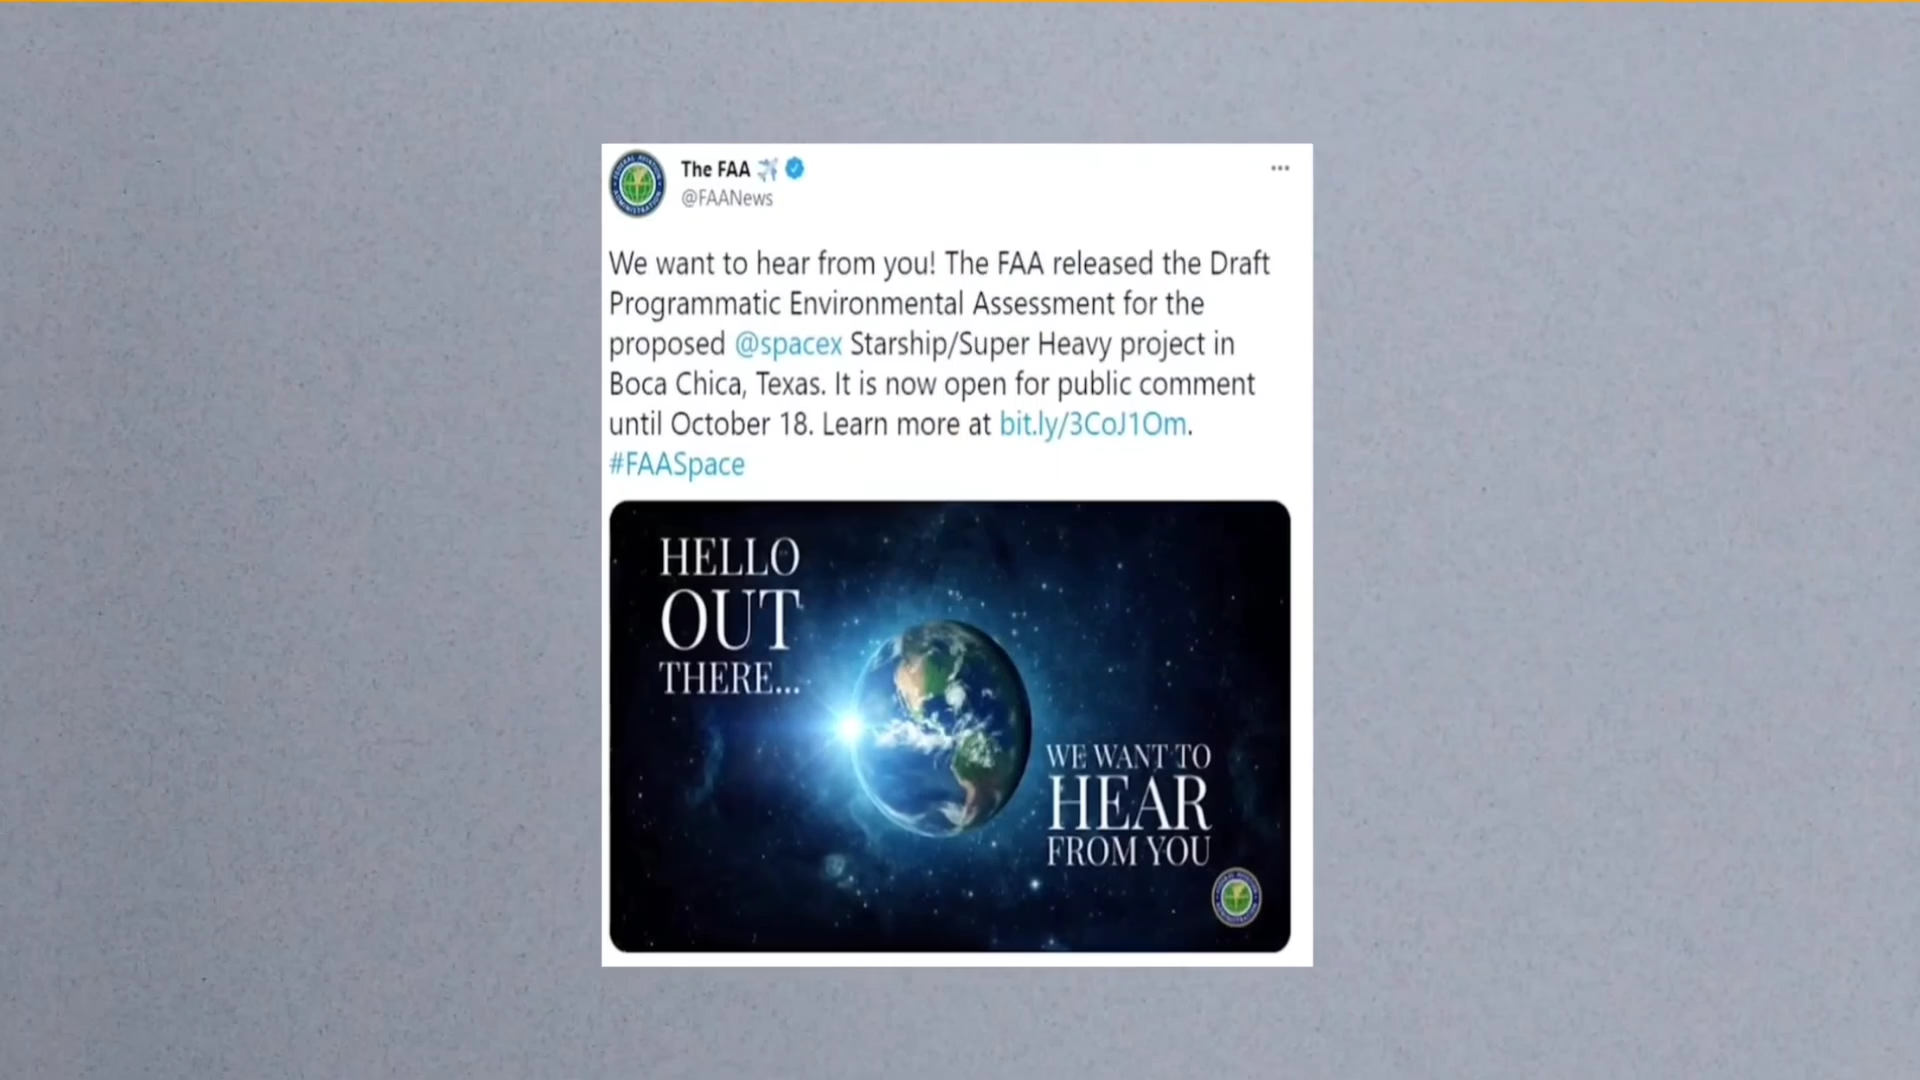 The FAA
@FAANews
We want to hear from you! The FAA released the Draft
Programmatic Environmental Assessment for the
proposed @spacex Starship/Super Heavy project in
Boca Chica, Texas. It is now open for public comment
until October 18. Learn more at bit.ly/3CoJ1Om.
#FAASpace
HELLO
OUT
THERE...
WE WANT TO
HEAR
FROM YOU